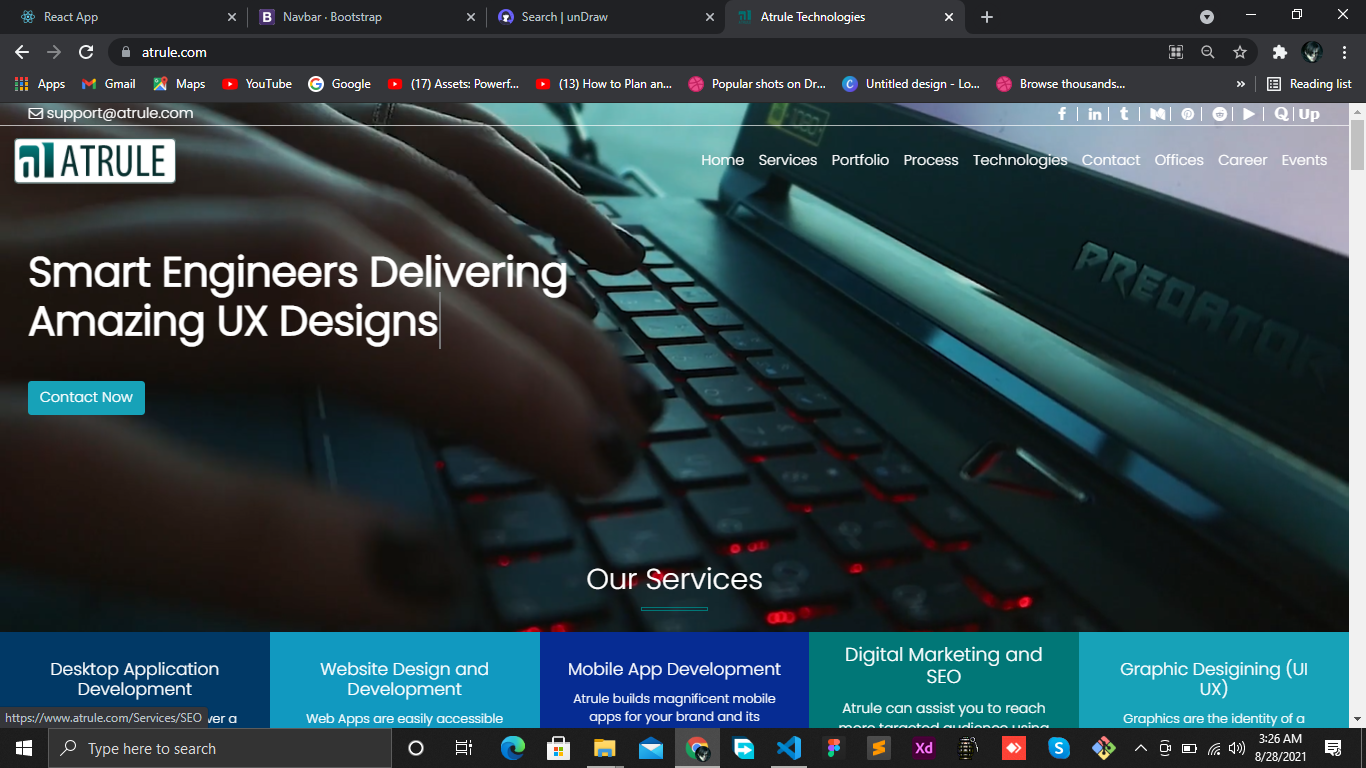 React App
Navbar · Bootstrap
Search | unDraw
Atrule Technologies
atrule.com
Apps
Gmail
Maps
YouTube
Google
(17) Assets: Powerf...
(13) How to Plan an...
Popular shots on Dr...
Untitled design - Lo...
Browse thousands...
»
Reading list
support@atrule.com
Up
ATRULE
Home Services Portfolio Process Technologies Contact Offices Career Events
PREDATOR
Smart Engineers Delivering
Amazing UX Designs
Contact Now
Our Services
Desktop Application
Development
ver a
Website Design and
Development
Web Apps are easily accessible
Mobile App Development
Atrule builds magnificent mobile
apps for your brand and its
Digital Marketing and
SEO
Atrule can assist you to reach
more targeted audience using
Graphic Desigining (UI
UX)
Graphics are the identity of a
https://www.atrule.com/Services/SEO
Type here to search
Xd
3:26 AM
8/28/2021